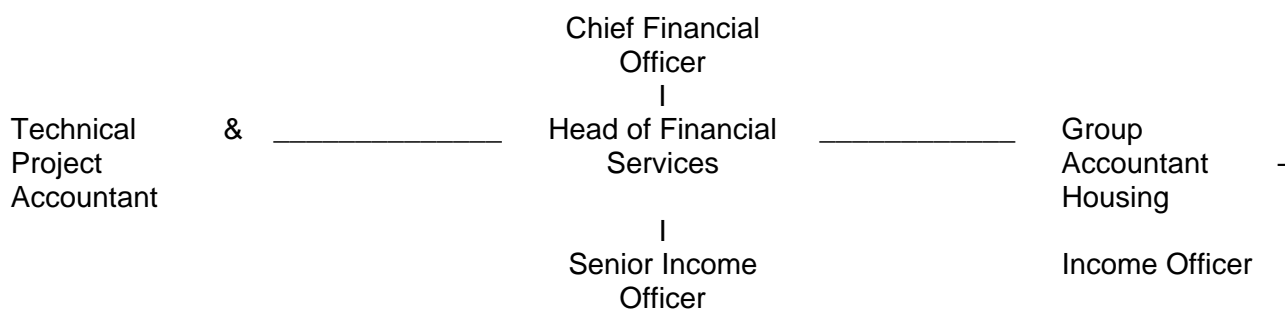 Chief Financial
Officer
I
Technical & ______________ Head of Financial ____________ Group
Project Services Accountant -
Accountant Housing
I
Senior Income Income Officer
Officer